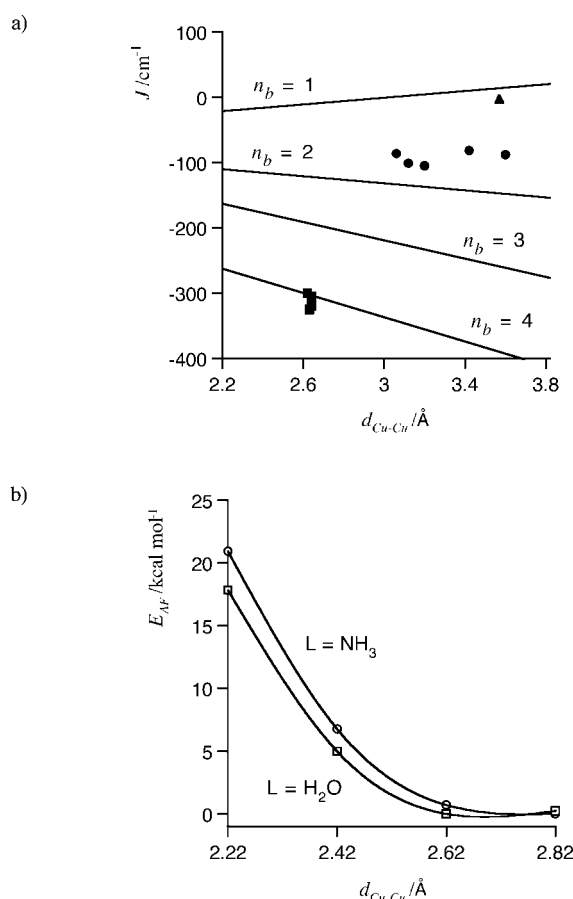 a)
J /cm⁻¹
100
0
-100
-200
-300
-400
n_b = 1
n_b = 2
n_b = 3
n_b = 4
2.2
2.6
3
3.4
3.8
d_Cu-Cu /Å
b)
E_AF /kcal mol⁻¹
25
20
15
10
5
0
L = NH₃
L = H₂O
2.22
2.42
2.62
2.82
d_Cu-Cu /Å